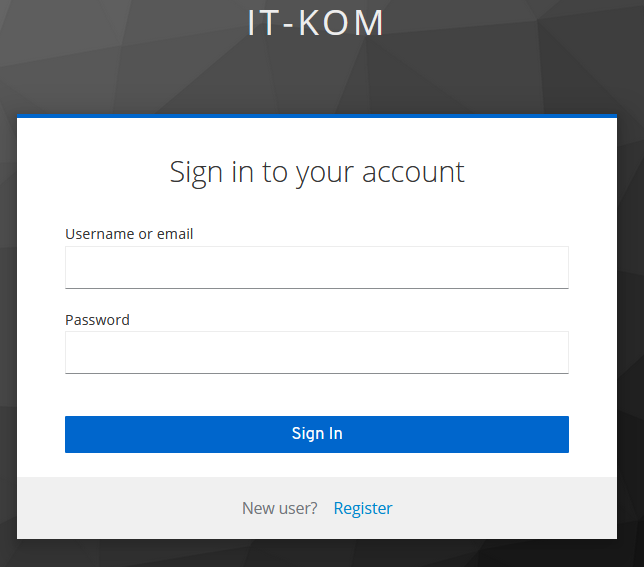 IT-KOM
Sign in to your account
Username or email
Password
Sign In
New user? Register